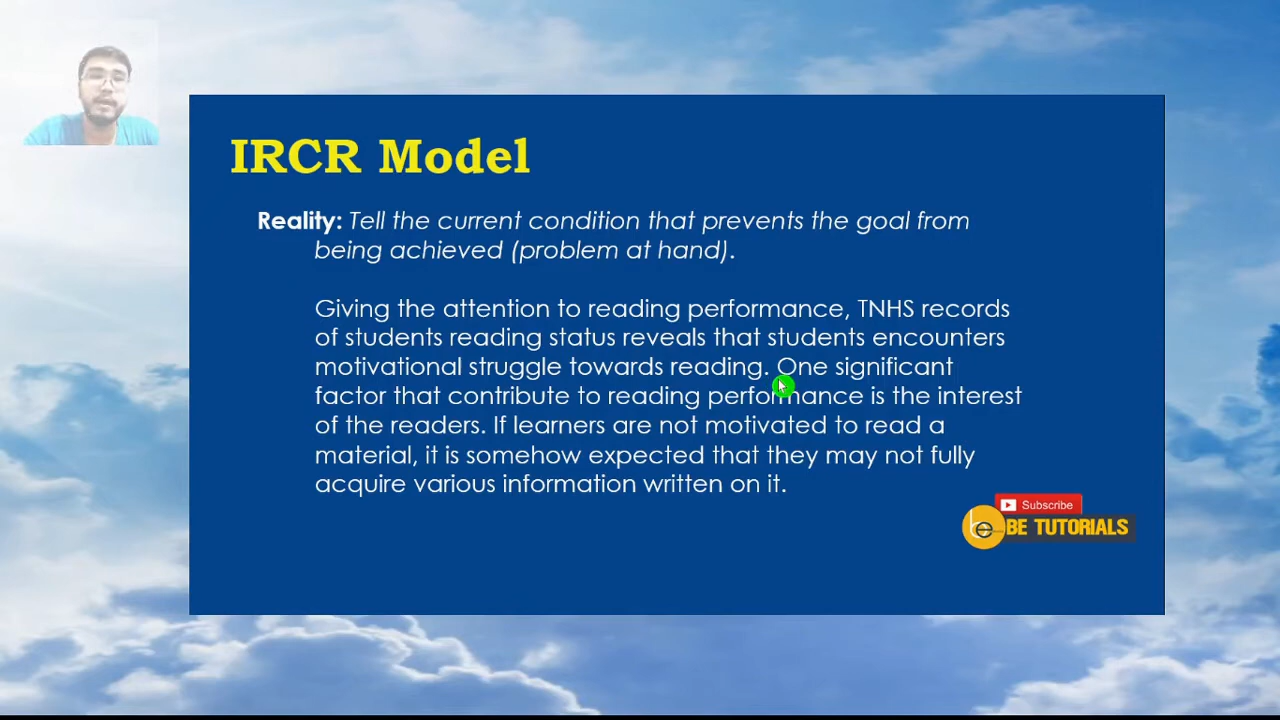 IRCR Model
Reality: Tell the current condition that prevents the goal from
being achieved (problem at hand).
Giving the attention to reading performance, TNHS records
of students reading status reveals that students encounters
motivational struggle towards reading. One significant
factor that contribute to reading performance is the interest
of the readers. If learners are not motivated to read a
material, it is somehow expected that they may not fully
acquire various information written on it.
Subscribe
be BE TUTORIALS